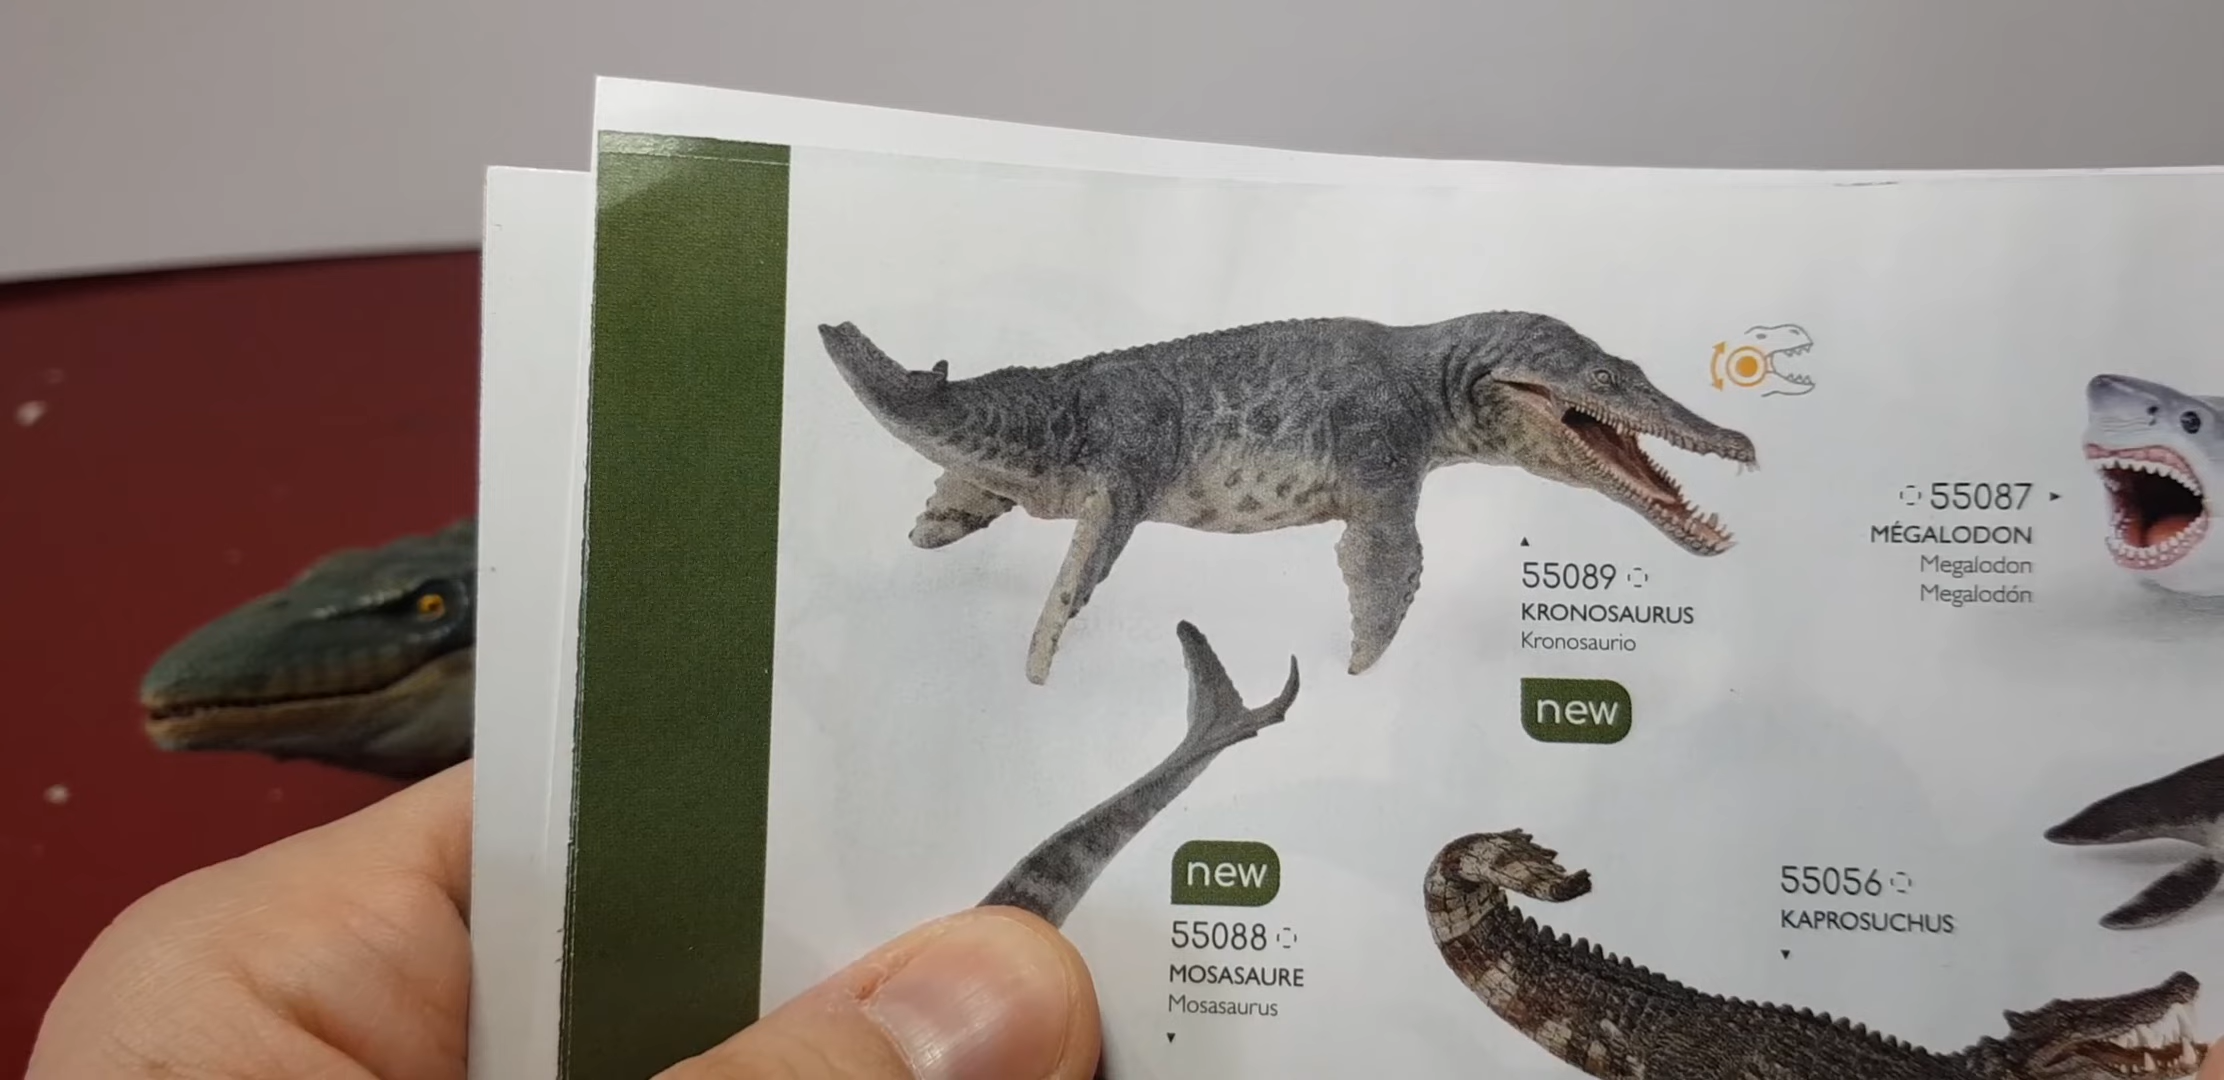 55089
KRONOSAURUS
Kronosaurio
new
55087
MÉGALODON
Megalodon
Megalodón
new
55088
MOSASAURE
Mosasaurus
55056
KAPROSUCHUS